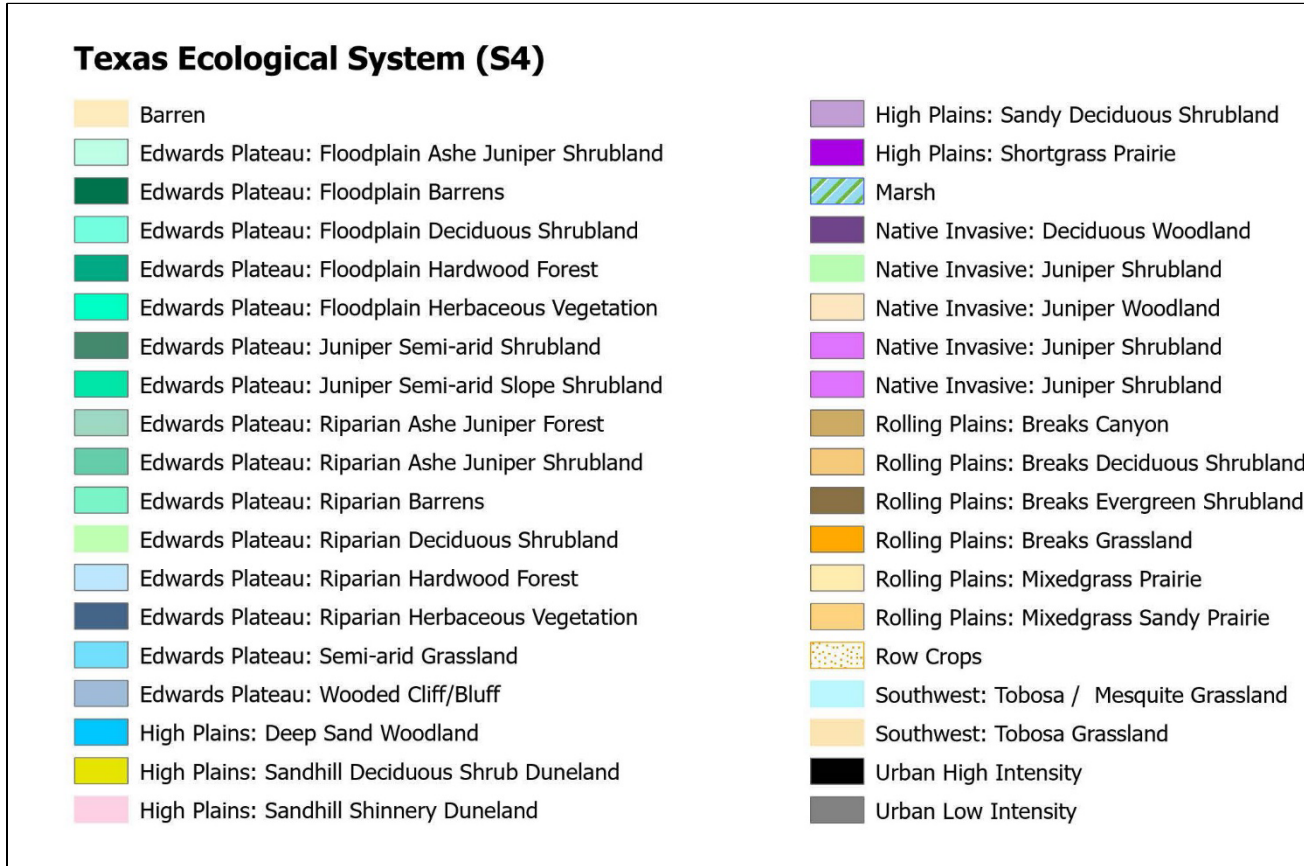 Texas Ecological System (S4)
Barren
Edwards Plateau: Floodplain Ashe Juniper Shrubland
Edwards Plateau: Floodplain Barrens
Edwards Plateau: Floodplain Deciduous Shrubland
Edwards Plateau: Floodplain Hardwood Forest
Edwards Plateau: Floodplain Herbaceous Vegetation
Edwards Plateau: Juniper Semi-arid Shrubland
Edwards Plateau: Juniper Semi-arid Slope Shrubland
Edwards Plateau: Riparian Ashe Juniper Forest
Edwards Plateau: Riparian Ashe Juniper Shrubland
Edwards Plateau: Riparian Barrens
Edwards Plateau: Riparian Deciduous Shrubland
Edwards Plateau: Riparian Hardwood Forest
Edwards Plateau: Riparian Herbaceous Vegetation
Edwards Plateau: Semi-arid Grassland
Edwards Plateau: Wooded Cliff/Bluff
High Plains: Deep Sand Woodland
High Plains: Sandhill Deciduous Shrub Duneland
High Plains: Sandhill Shinnery Duneland
High Plains: Sandy Deciduous Shrubland
High Plains: Shortgrass Prairie
Marsh
Native Invasive: Deciduous Woodland
Native Invasive: Juniper Shrubland
Native Invasive: Juniper Woodland
Native Invasive: Juniper Shrubland
Native Invasive: Juniper Shrubland
Rolling Plains: Breaks Canyon
Rolling Plains: Breaks Deciduous Shrubland
Rolling Plains: Breaks Evergreen Shrubland
Rolling Plains: Breaks Grassland
Rolling Plains: Mixedgrass Prairie
Rolling Plains: Mixedgrass Sandy Prairie
Row Crops
Southwest: Tobosa / Mesquite Grassland
Southwest: Tobosa Grassland
Urban High Intensity
Urban Low Intensity